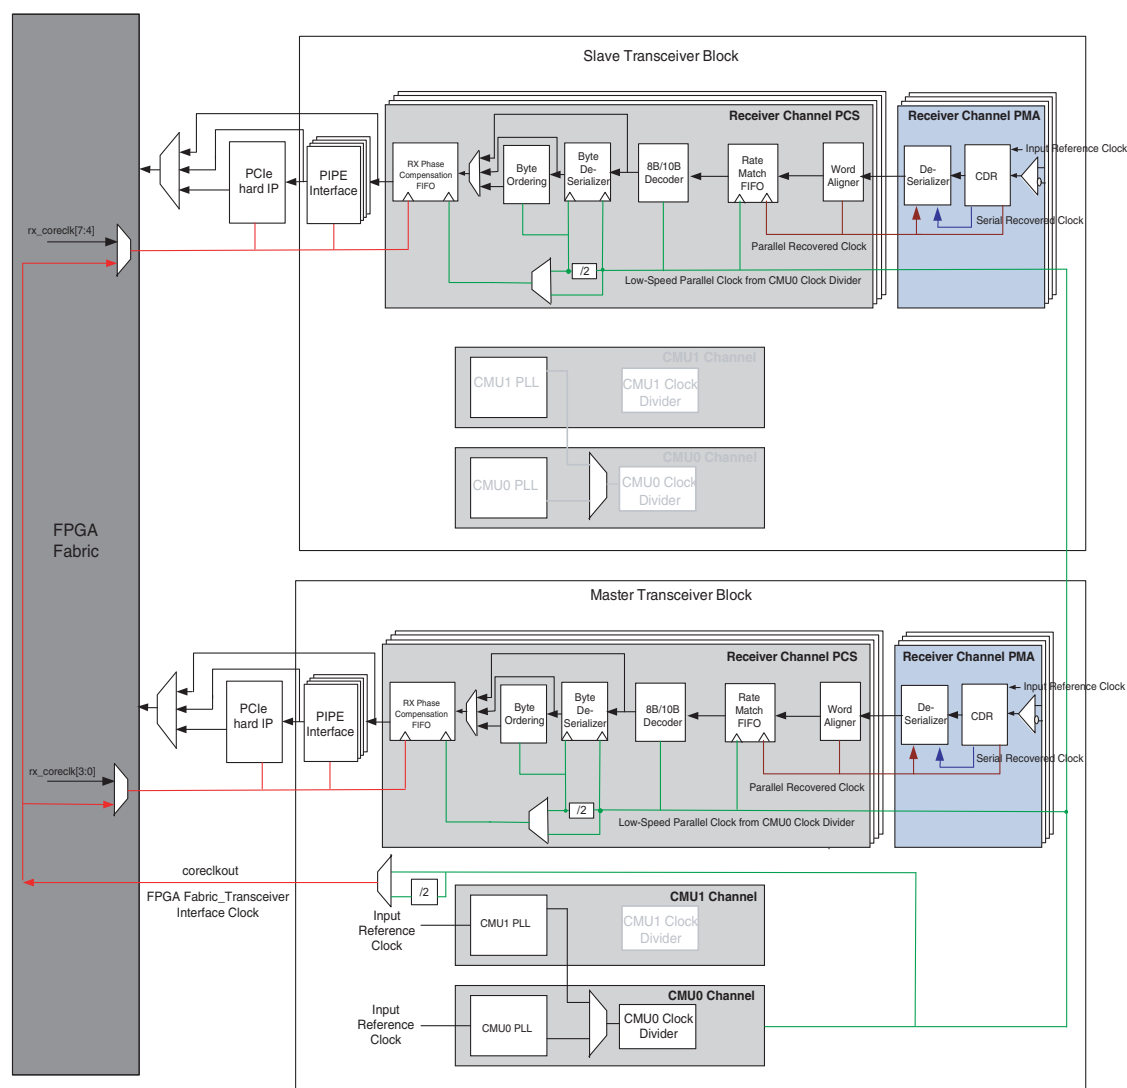 Slave Transceiver Block
Receiver Channel PCS
Receiver Channel PMA
RX Phase
Compensation
FIFO
Byte
Ordering
Byte
De-
Serializer
8B/10B
Decoder
Rate
Match
FIFO
Word
Aligner
De-
Serializer
CDR
Input Reference Clock
PCIe
hard IP
PIPE
Interface
rx_coreclk[7:4]
Serial Recovered Clock
Parallel Recovered Clock
/2
Low-Speed Parallel Clock from CMU0 Clock Divider
CMU1 Channel
CMU1 PLL
CMU1 Clock
Divider
CMU0 Channel
CMU0 PLL
CMU0 Clock
Divider
FPGA
Fabric
Master Transceiver Block
Receiver Channel PCS
Receiver Channel PMA
RX Phase
Compensation
FIFO
Byte
Ordering
Byte
De-
Serializer
8B/10B
Decoder
Rate
Match
FIFO
Word
Aligner
De-
Serializer
CDR
Input Reference Clock
PCIe
hard IP
PIPE
Interface
rx_coreclk[3:0]
Serial Recovered Clock
Parallel Recovered Clock
/2
Low-Speed Parallel Clock from CMU0 Clock Divider
coreclkout
FPGA Fabric_Transceiver
Interface Clock
/2
Input
Reference
Clock
CMU1 Channel
CMU1 PLL
CMU1 Clock
Divider
Input
Reference
Clock
CMU0 Channel
CMU0 PLL
CMU0 Clock
Divider